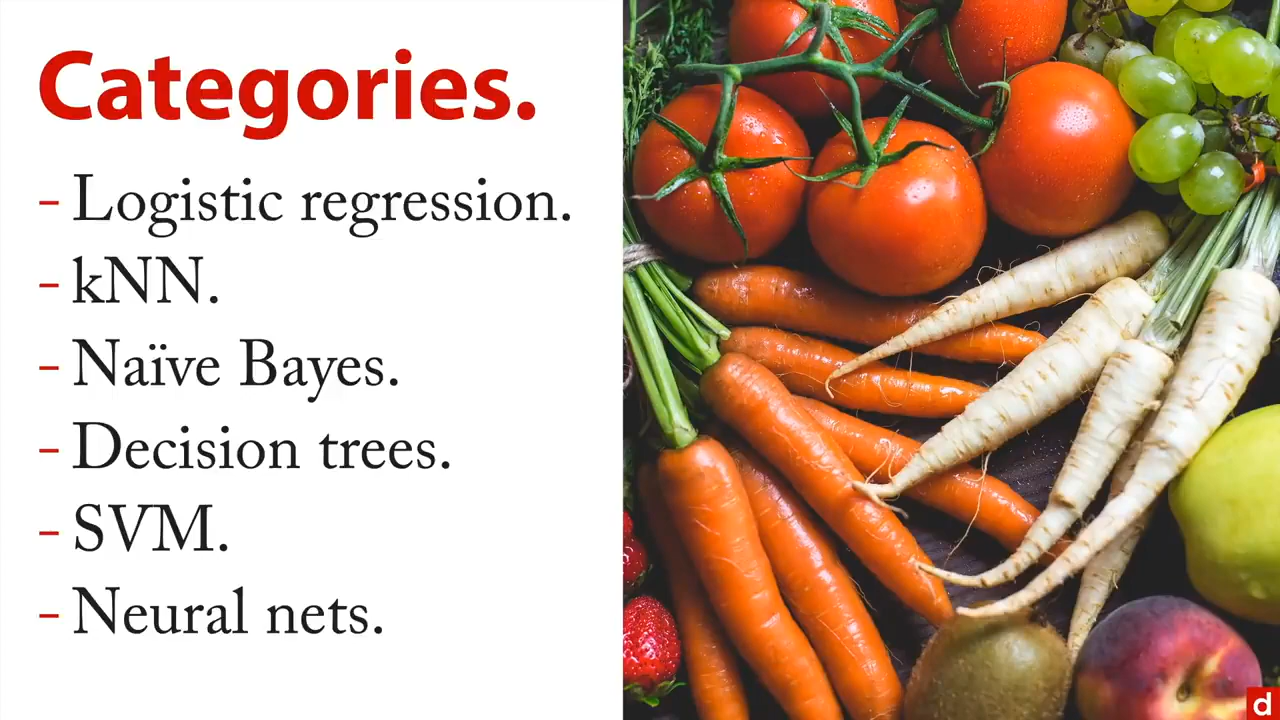 Categories.
- Logistic regression.
- kNN.
- Naïve Bayes.
- Decision trees.
- SVM.
- Neural nets.
d